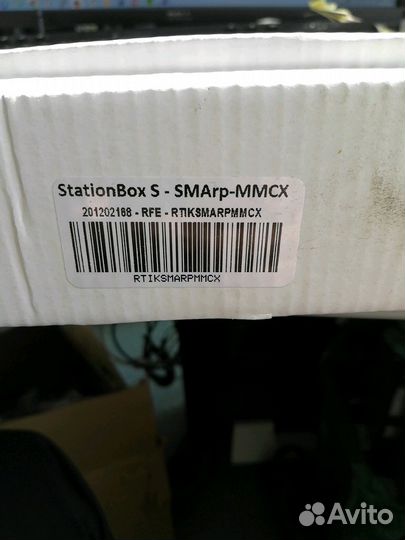 StationBox S - SMArp-MMCX
201202168 - RFE - RTIKSMARPMMCX
RTIKSMARPMMCX
Avito